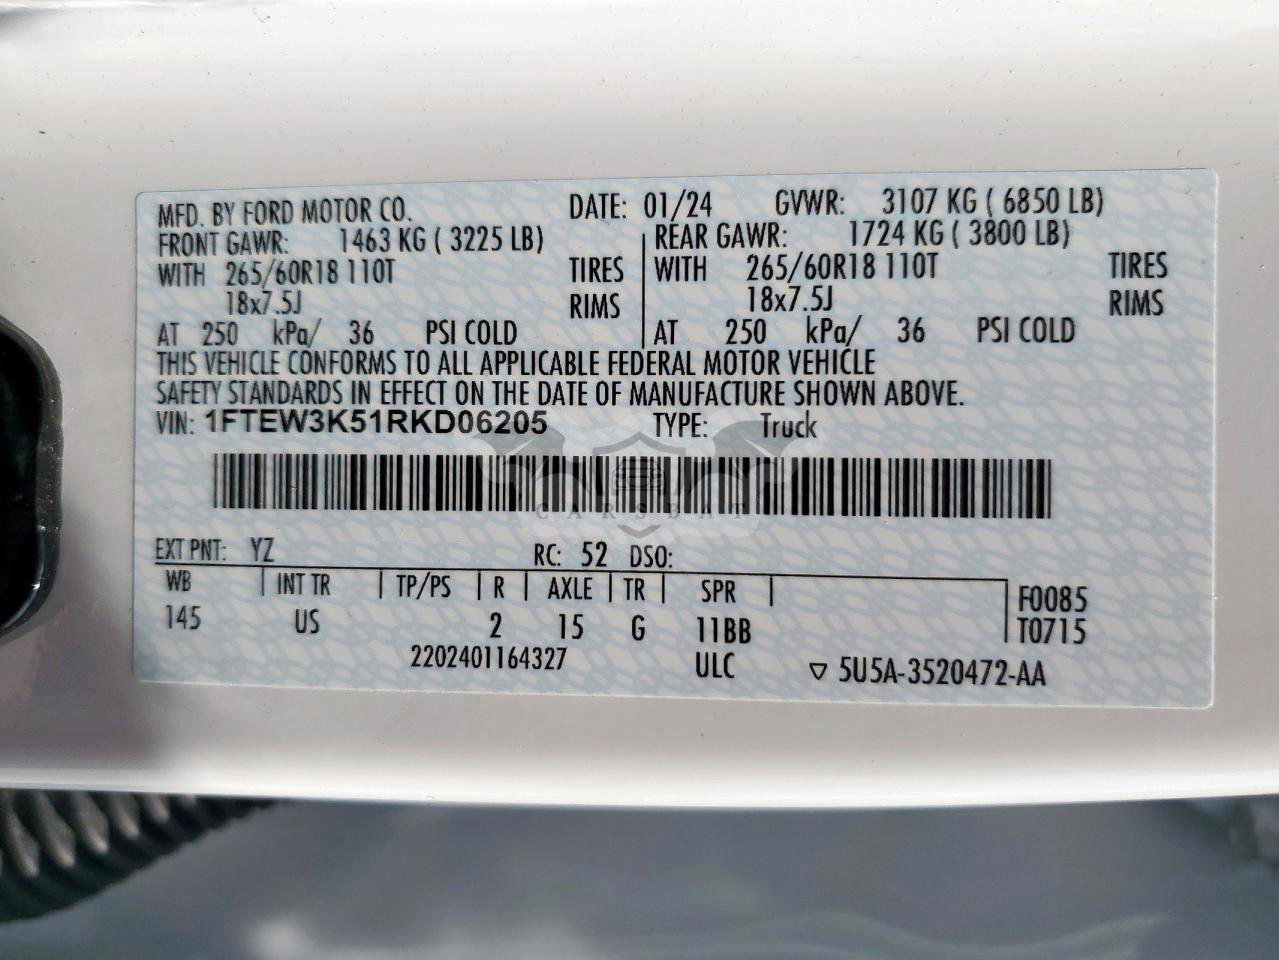 MFD. BY FORD MOTOR CO. DATE: 01/24 GVWR: 3107 KG ( 6850 LB)
FRONT GAWR: 1463 KG ( 3225 LB) REAR GAWR: 1724 KG ( 3800 LB)
WITH 265/60R18 110T TIRES WITH 265/60R18 110T TIRES
18x7.5J RIMS 18x7.5J RIMS
AT 250 kPa/ 36 PSI COLD AT 250 kPa/ 36 PSI COLD
THIS VEHICLE CONFORMS TO ALL APPLICABLE FEDERAL MOTOR VEHICLE
SAFETY STANDARDS IN EFFECT ON THE DATE OF MANUFACTURE SHOWN ABOVE.
VIN: 1FTEW3K51RKD06205 TYPE: Truck
CARSBAT
EXT PNT: YZ RC: 52 DSO:
WB INT TR TP/PS R AXLE TR SPR F0085
145 US 2 15 G 11BB T0715
2202401164327 ULC ▽ 5U5A-3520472-AA